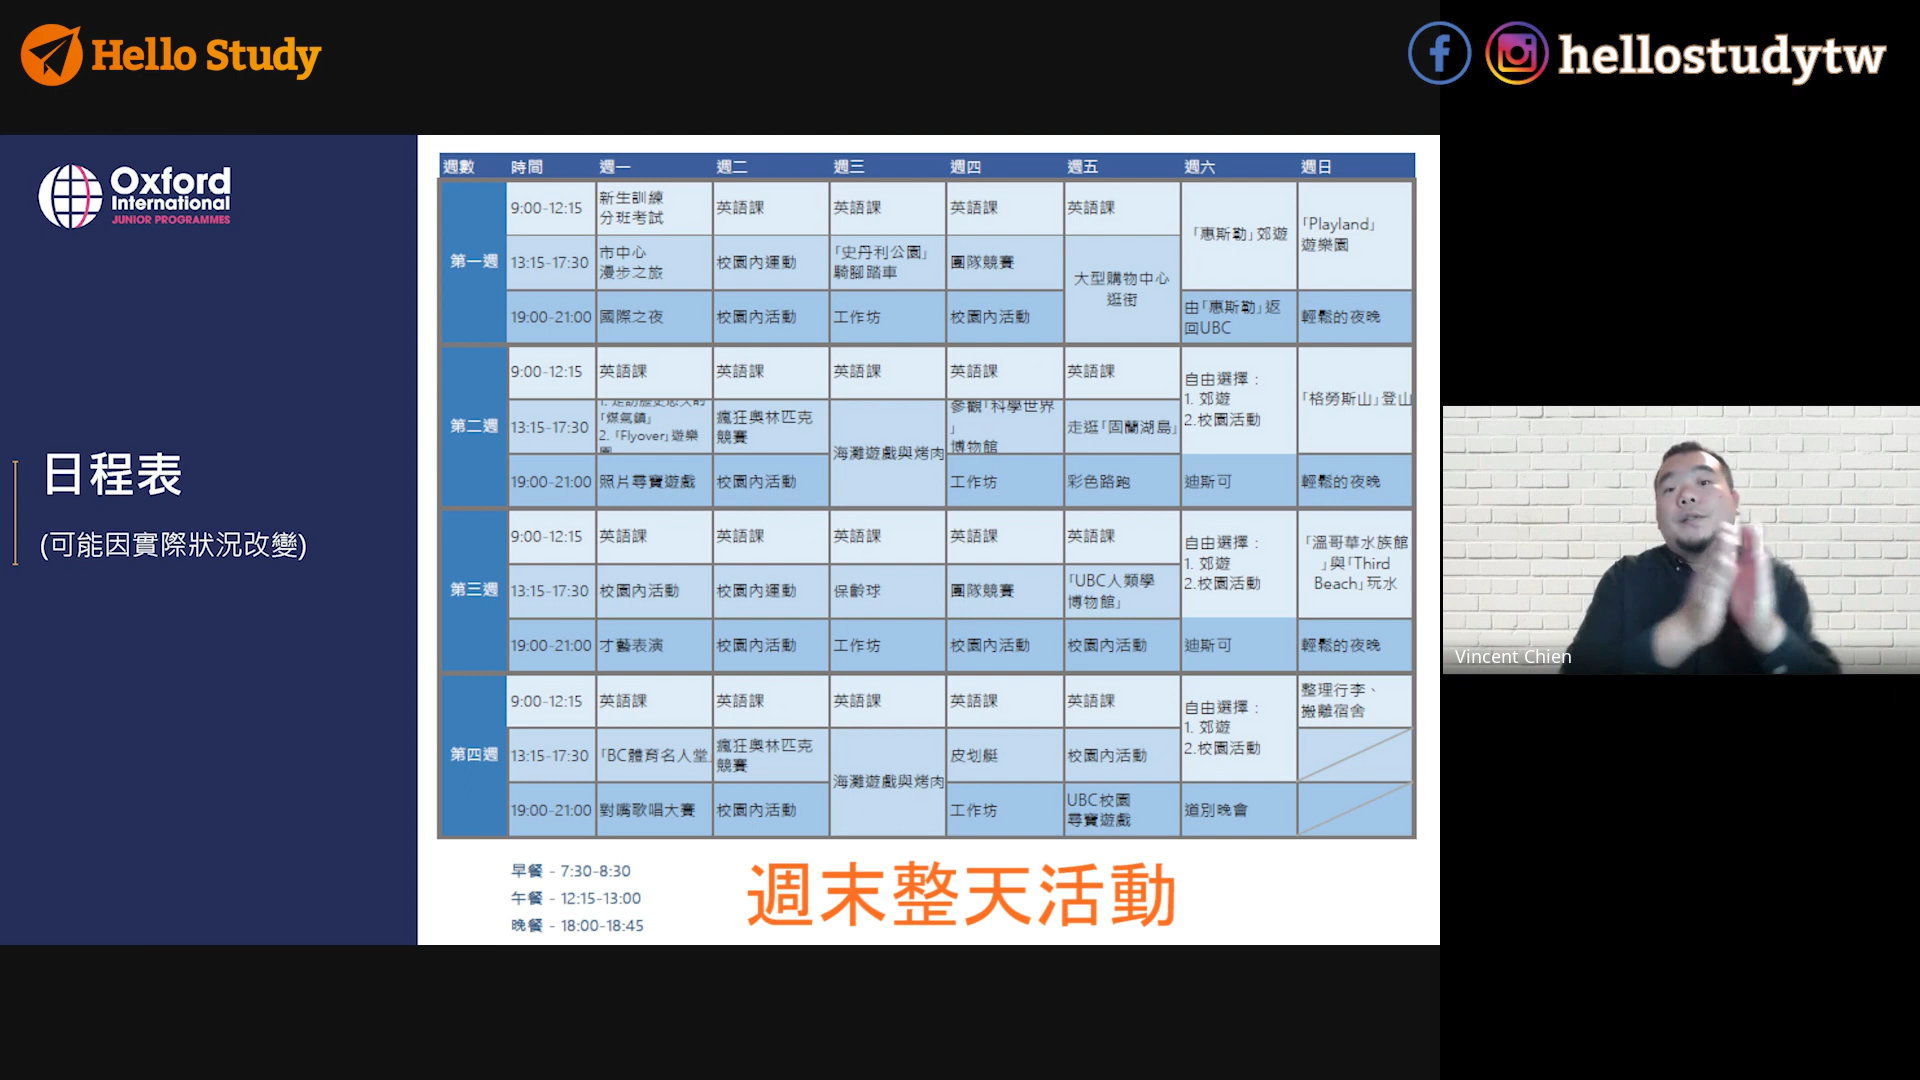 Hello Study
hellostudytw
Oxford
International
JUNIOR PROGRAMMES
日程表
(可能因實際狀況改變)
週數 時間 週一 週二 週三 週四 週五 週六 週日
第一週
9:00-12:15
新生訓練
分班考試
英語課
英語課
英語課
英語課
「惠斯勒」郊遊
「Playland」
遊樂園
13:15-17:30
市中心
漫步之旅
校園內運動
「史丹利公園」
騎腳踏車
團隊競賽
大型購物中心
逛街
19:00-21:00
國際之夜
校園內活動
工作坊
校園內活動
由「惠斯勒」返
回UBC
輕鬆的夜晚
第二週
9:00-12:15
英語課
英語課
英語課
英語課
英語課
自由選擇：
1. 郊遊
2.校園活動
「格勞斯山」登山
13:15-17:30
「煤氣鎮」
2. 「Flyover」遊樂
瘋狂奧林匹克
競賽
海灘遊戲與烤肉
參觀「科學世界
」
博物館
走逛「固蘭湖島」
19:00-21:00
照片尋寶遊戲
校園內活動
工作坊
彩色路跑
迪斯可
輕鬆的夜晚
第三週
9:00-12:15
英語課
英語課
英語課
英語課
英語課
自由選擇：
1. 郊遊
2.校園活動
「溫哥華水族館
」與「Third
Beach」玩水
13:15-17:30
校園內活動
校園內運動
保齡球
團隊競賽
「UBC人類學
博物館」
19:00-21:00
才藝表演
校園內活動
工作坊
校園內活動
校園內活動
迪斯可
輕鬆的夜晚
第四週
9:00-12:15
英語課
英語課
英語課
英語課
英語課
自由選擇：
1. 郊遊
2.校園活動
整理行李、
搬離宿舍
13:15-17:30
「BC體育名人堂」
瘋狂奧林匹克
競賽
海灘遊戲與烤肉
皮划艇
校園內活動
19:00-21:00
對嘴歌唱大賽
校園內活動
工作坊
UBC校園
尋寶遊戲
道別晚會
早餐 - 7:30-8:30
午餐 - 12:15-13:00
晚餐 - 18:00-18:45
週末整天活動
Vincent Chien